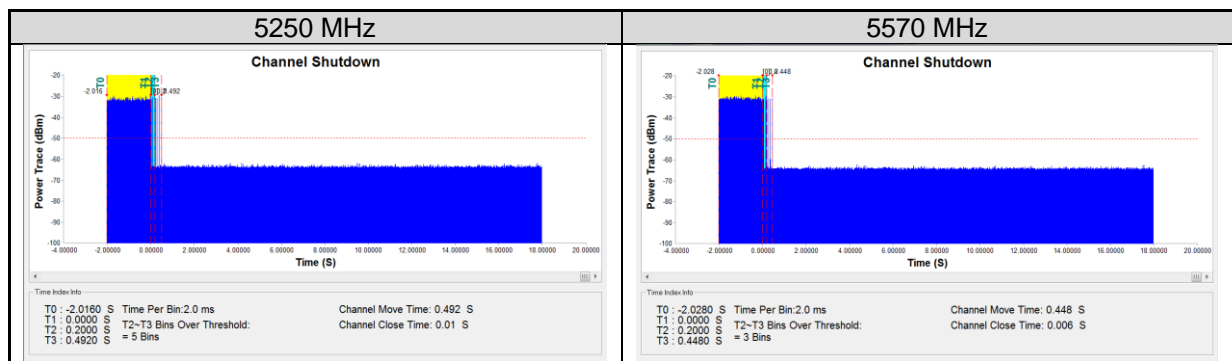 5250 MHz
5570 MHz
Channel Shutdown
Power Trace (dBm)
-20
-30
-40
-50
-60
-70
-80
-90
-100
T0
T1
T3
-2.016
0.492
-4.00000 -2.00000 0.00000 2.00000 4.00000 6.00000 8.00000 10.00000 12.00000 14.00000 16.00000 18.00000 20.00000
Time (S)
Time Index Info
T0 : -2.0160 S Time Per Bin:2.0 ms Channel Move Time: 0.492 S
T1 : 0.0000 S T2~T3 Bins Over Threshold: Channel Close Time: 0.01 S
T2 : 0.2000 S = 5 Bins
T3 : 0.4920 S
Channel Shutdown
Power Trace (dBm)
-20
-30
-40
-50
-60
-70
-80
-90
-100
T0
T1
T3
-2.028
0.448
-4.00000 -2.00000 0.00000 2.00000 4.00000 6.00000 8.00000 10.00000 12.00000 14.00000 16.00000 18.00000 20.00000
Time (S)
Time Index Info
T0 : -2.0280 S Time Per Bin:2.0 ms Channel Move Time: 0.448 S
T1 : 0.0000 S T2~T3 Bins Over Threshold: Channel Close Time: 0.006 S
T2 : 0.2000 S = 3 Bins
T3 : 0.4480 S